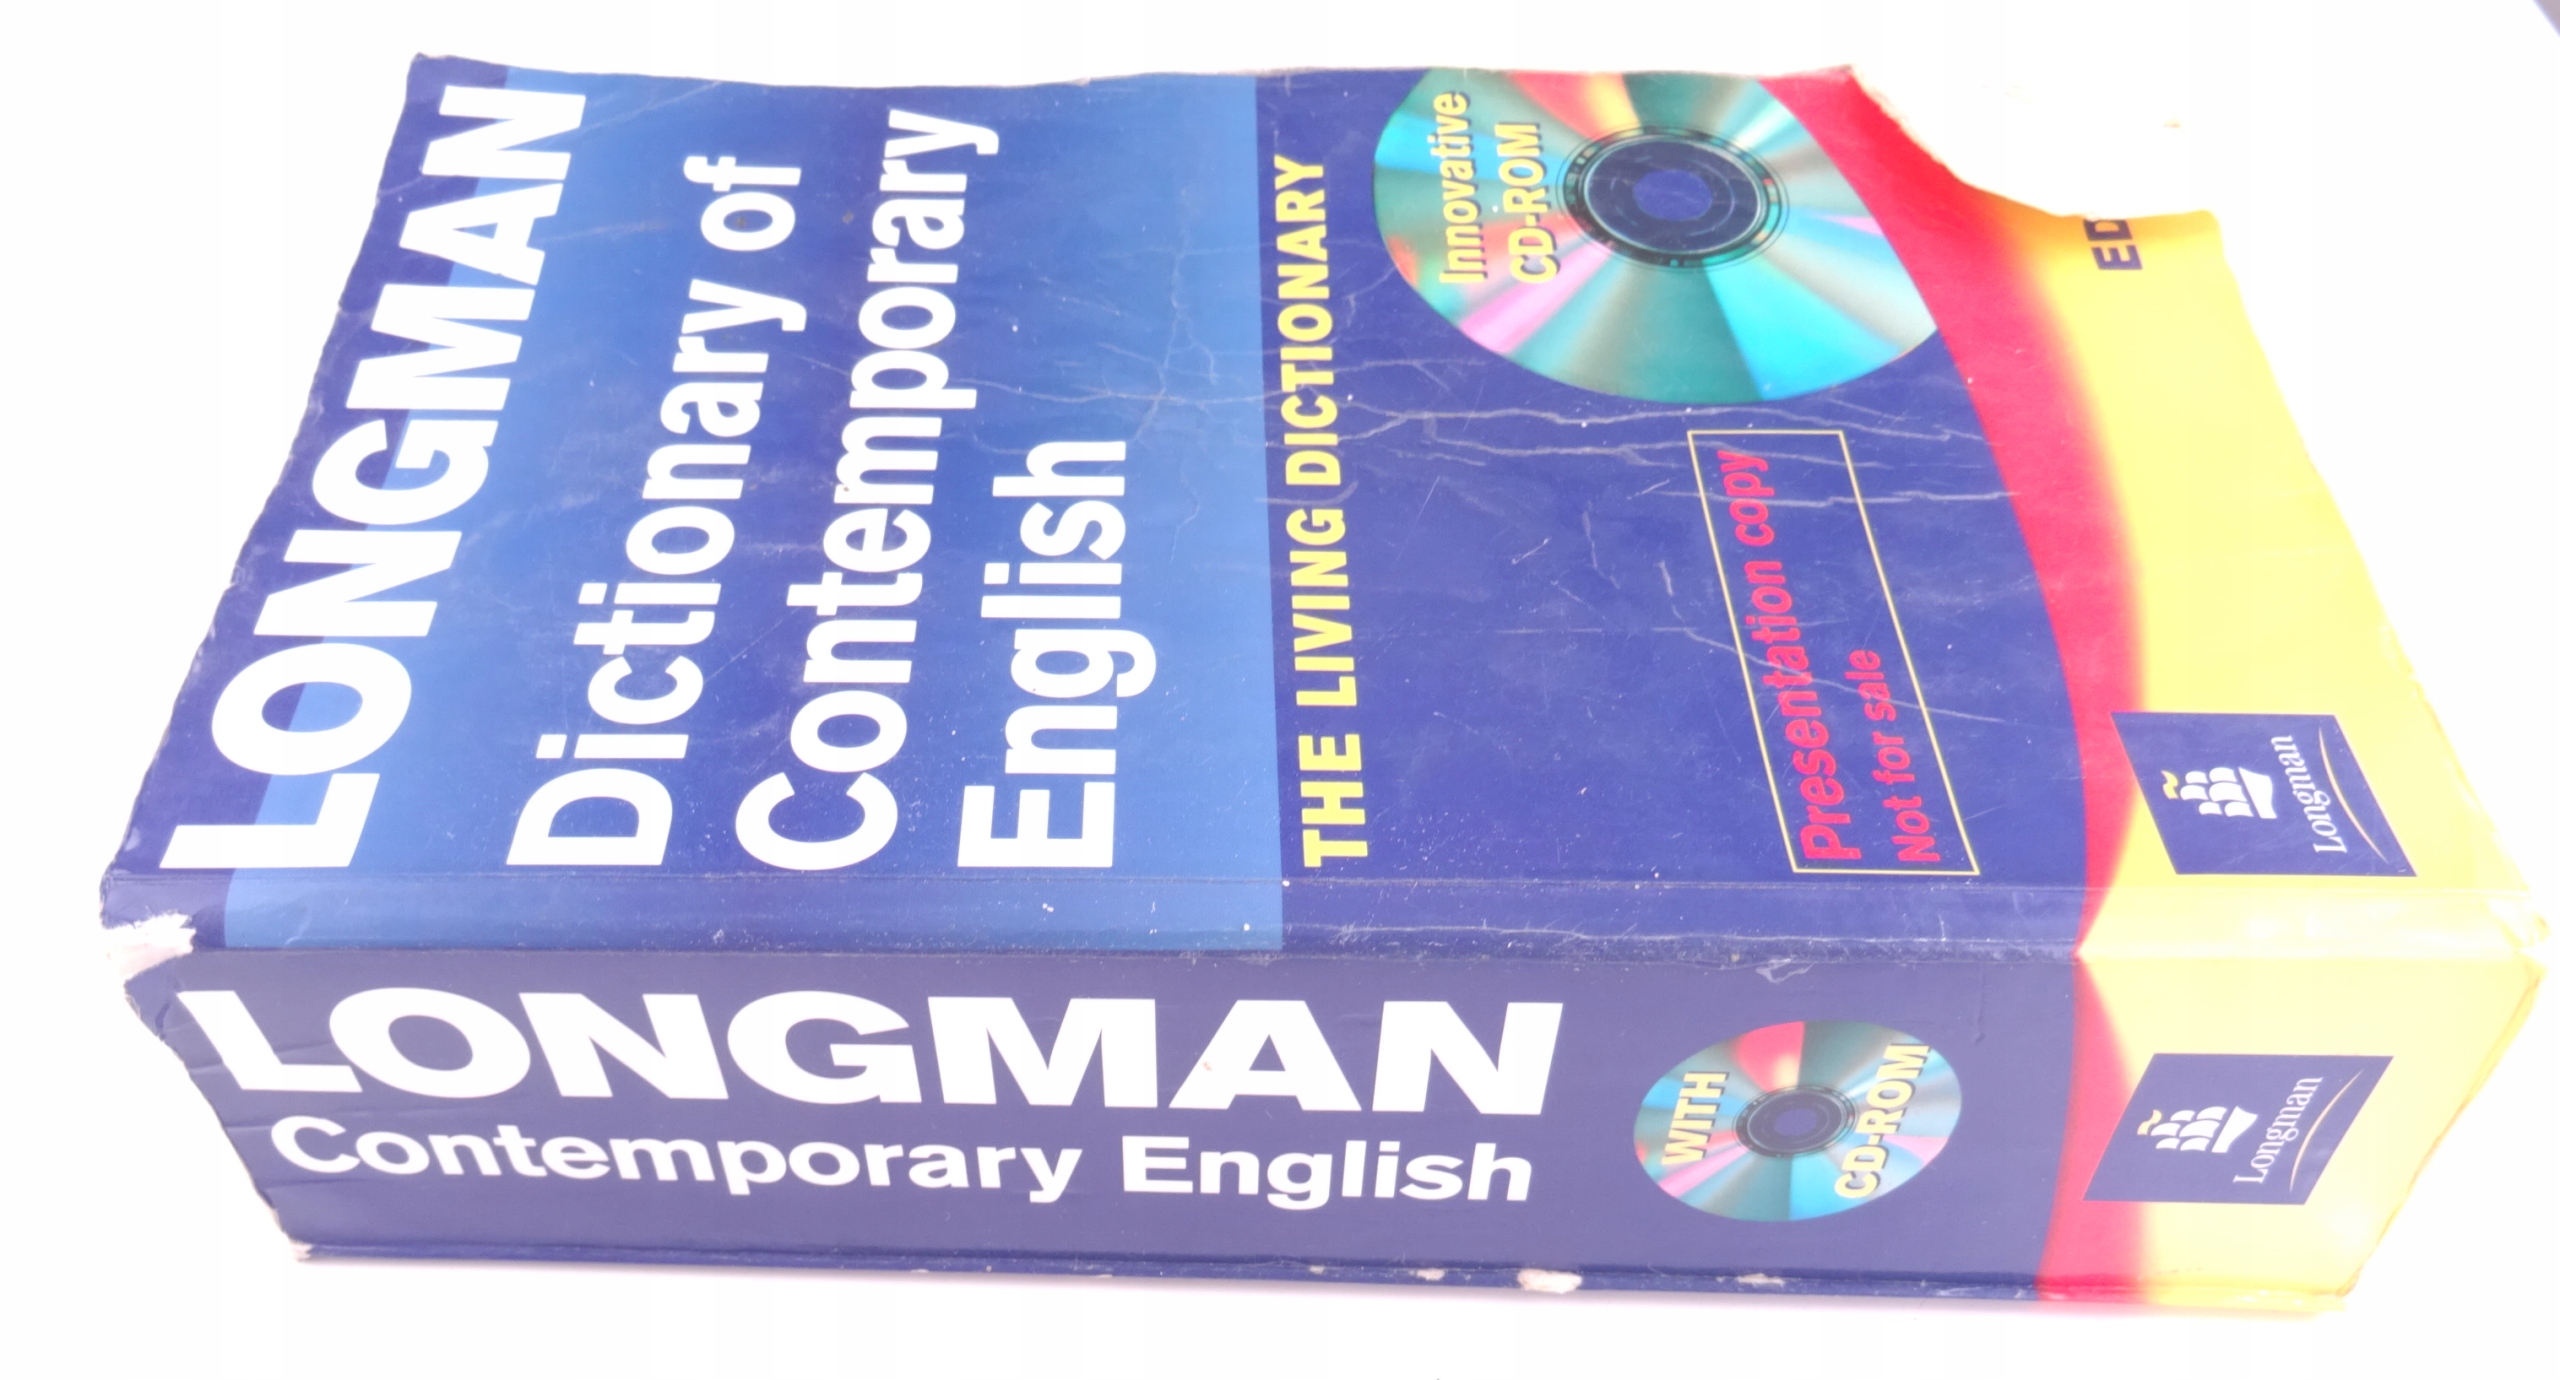 LONGMAN
Dictionary of
Contemporary
English
THE LIVING DICTIONARY
Innovative
CD-ROM
Presentation copy
Not for sale
Longman
LONGMAN
Contemporary English
WITH
CD-ROM
Longman